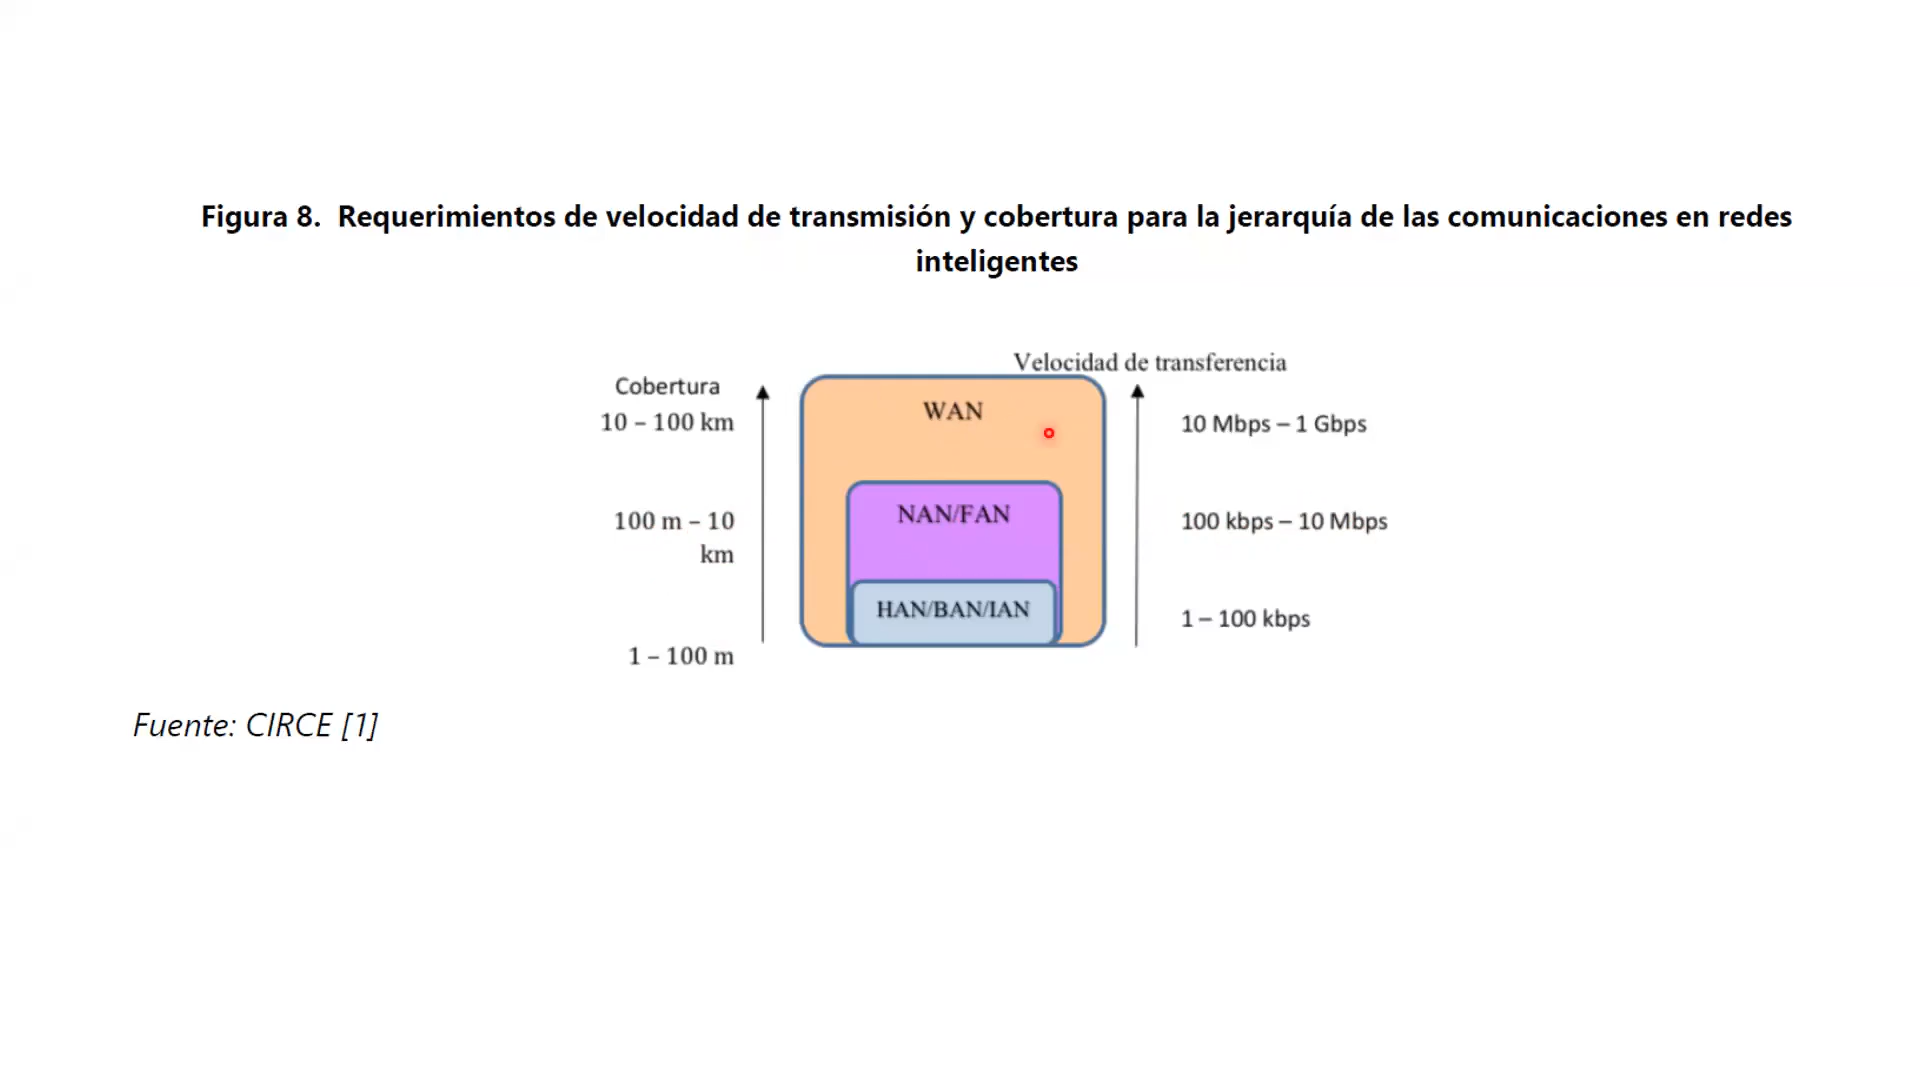 Figura 8.  Requerimientos de velocidad de transmisión y cobertura para la jerarquía de las comunicaciones en redes
inteligentes
Velocidad de transferencia
Cobertura
WAN
10 – 100 km
10 Mbps – 1 Gbps
NAN/FAN
100 m – 10
km
100 kbps – 10 Mbps
HAN/BAN/IAN
1 – 100 kbps
1 – 100 m
Fuente: CIRCE [1]